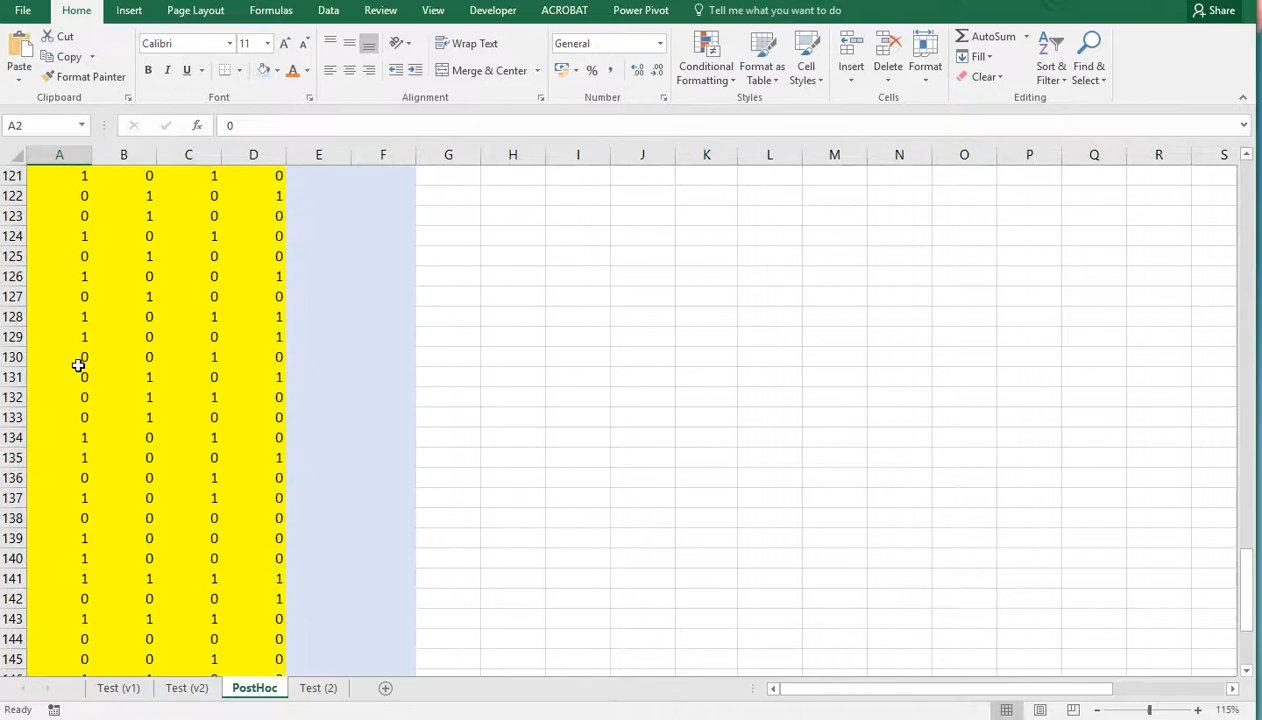 File Home Insert Page Layout Formulas Data Review View Developer ACROBAT Power Pivot Tell me what you want to do Share
Cut Calibri 11 Wrap Text General AutoSum
Copy Fill
Paste Format Painter Merge & Center Conditional Formatting Format as Table Cell Styles Insert Delete Format Clear Sort & Filter Find & Select
Clipboard Font Alignment Number Styles Cells Editing
A2 0
A B C D E F G H I J K L M N O P Q R S
121 1 0 1 0
122 0 1 0 1
123 0 1 0 0
124 1 0 1 0
125 0 1 0 0
126 1 0 0 1
127 0 1 0 0
128 1 0 1 1
129 1 0 0 1
130 0 0 1 0
131 0 1 0 1
132 0 1 1 0
133 0 1 0 0
134 1 0 1 0
135 1 0 0 1
136 0 0 1 0
137 1 0 1 0
138 0 0 0 0
139 1 0 0 0
140 1 0 0 0
141 1 1 1 1
142 0 0 0 1
143 1 1 1 0
144 0 0 0 0
145 0 0 1 0
Test (v1) Test (v2) PostHoc Test (2)
Ready 115%